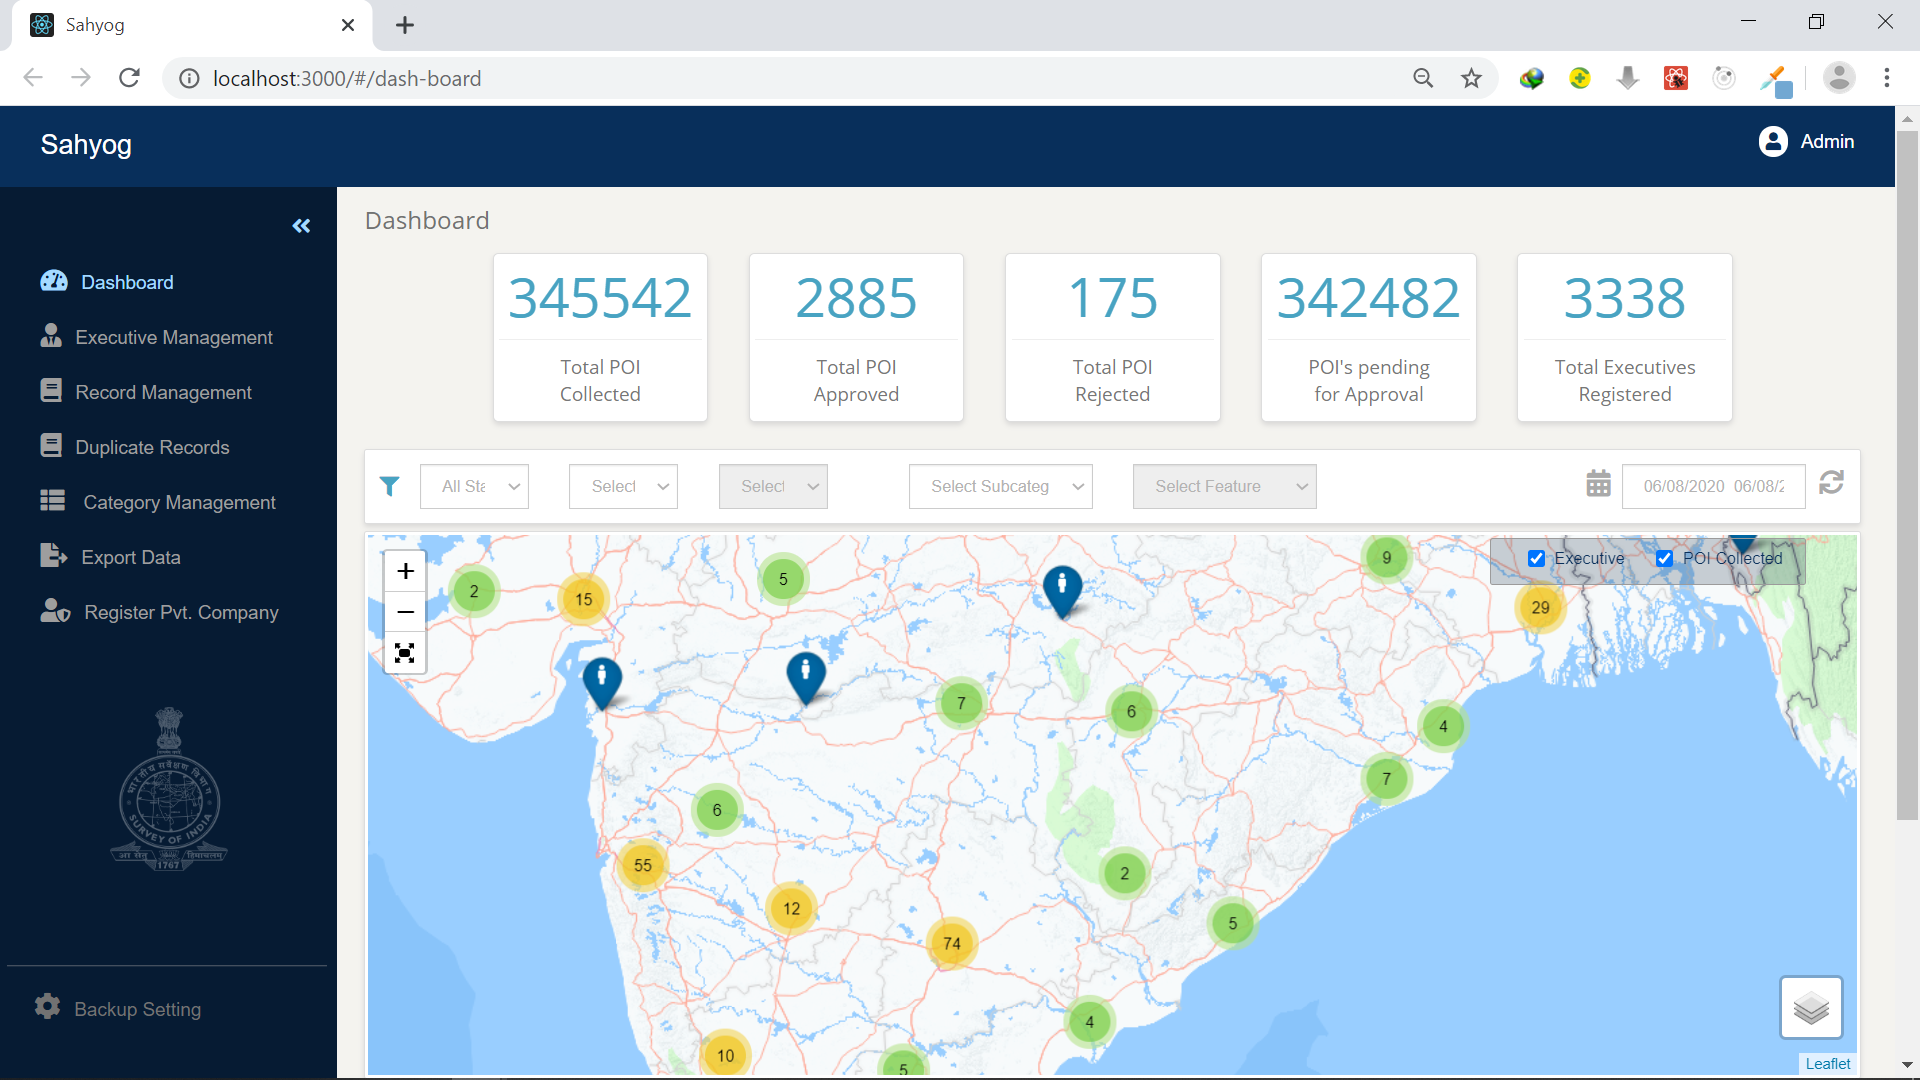 Sahyog
localhost:3000/#/dash-board
Sahyog
Admin
Dashboard
Dashboard
Executive Management
Record Management
Duplicate Records
Category Management
Export Data
Register Pvt. Company
भारतीय सर्वेक्षण विभाग
SURVEY OF INDIA
आ सेतु हिमाचलम्
1767
Backup Setting
345542
Total POI
Collected
2885
Total POI
Approved
175
Total POI
Rejected
342482
POI's pending
for Approval
3338
Total Executives
Registered
All Sta
Select
Select
Select Subcateg
Select Feature
06/08/2020 06/08/2
+
−
Executive
POI Collected
2
15
5
9
29
7
6
4
7
6
55
2
12
5
74
4
10
5
Leaflet